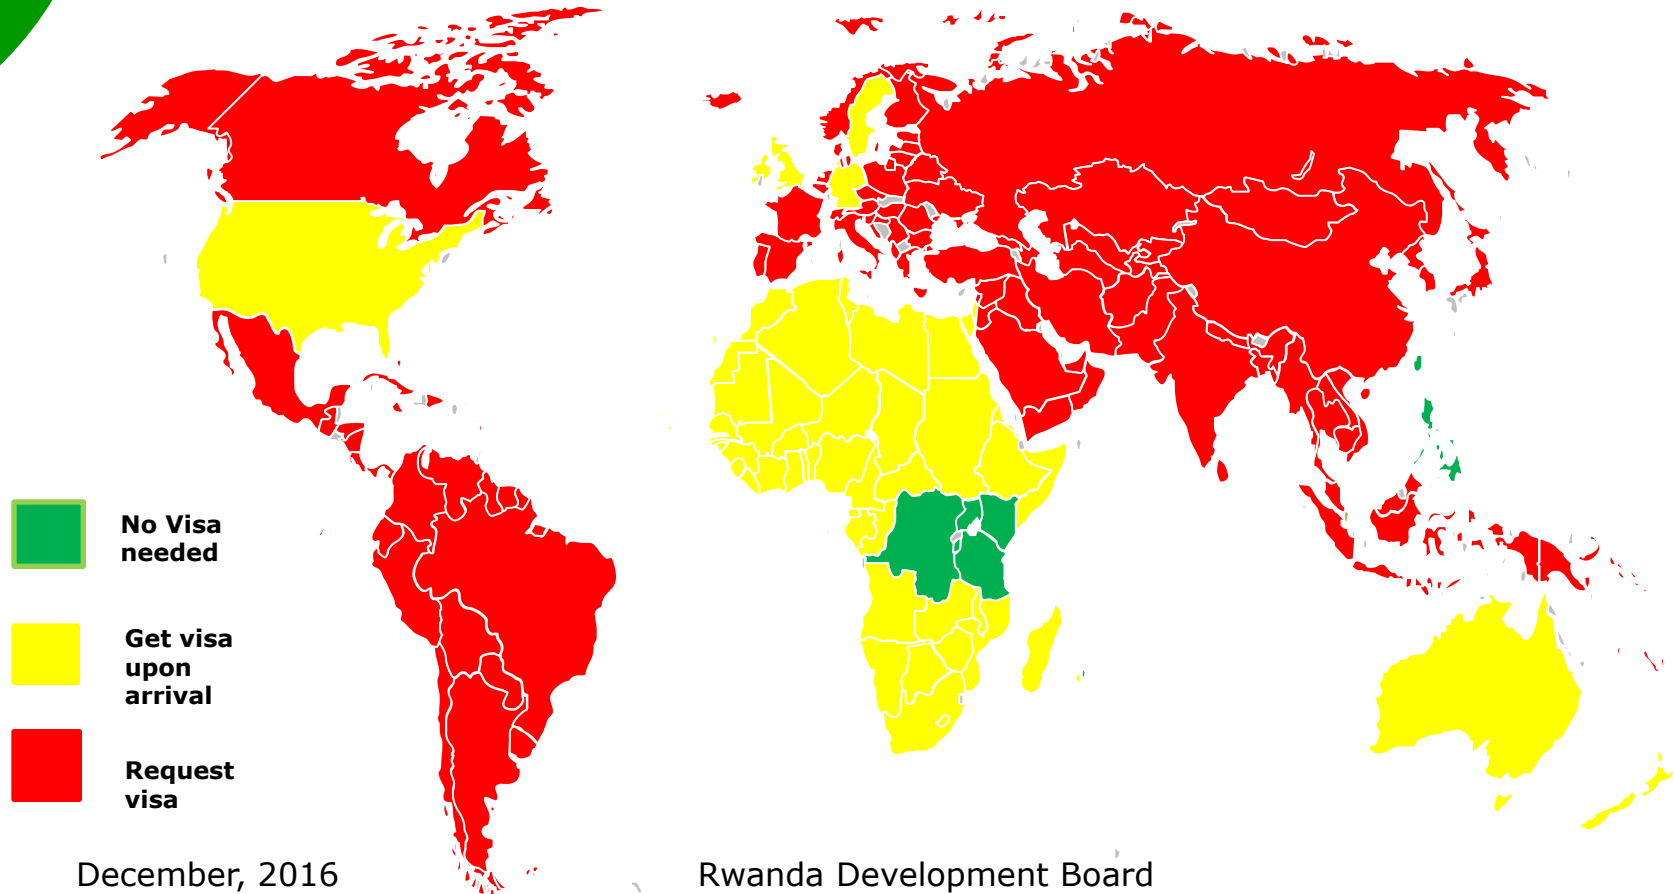 No Visa
needed
Get visa
upon
arrival
Request
visa
December, 2016
Rwanda Development Board